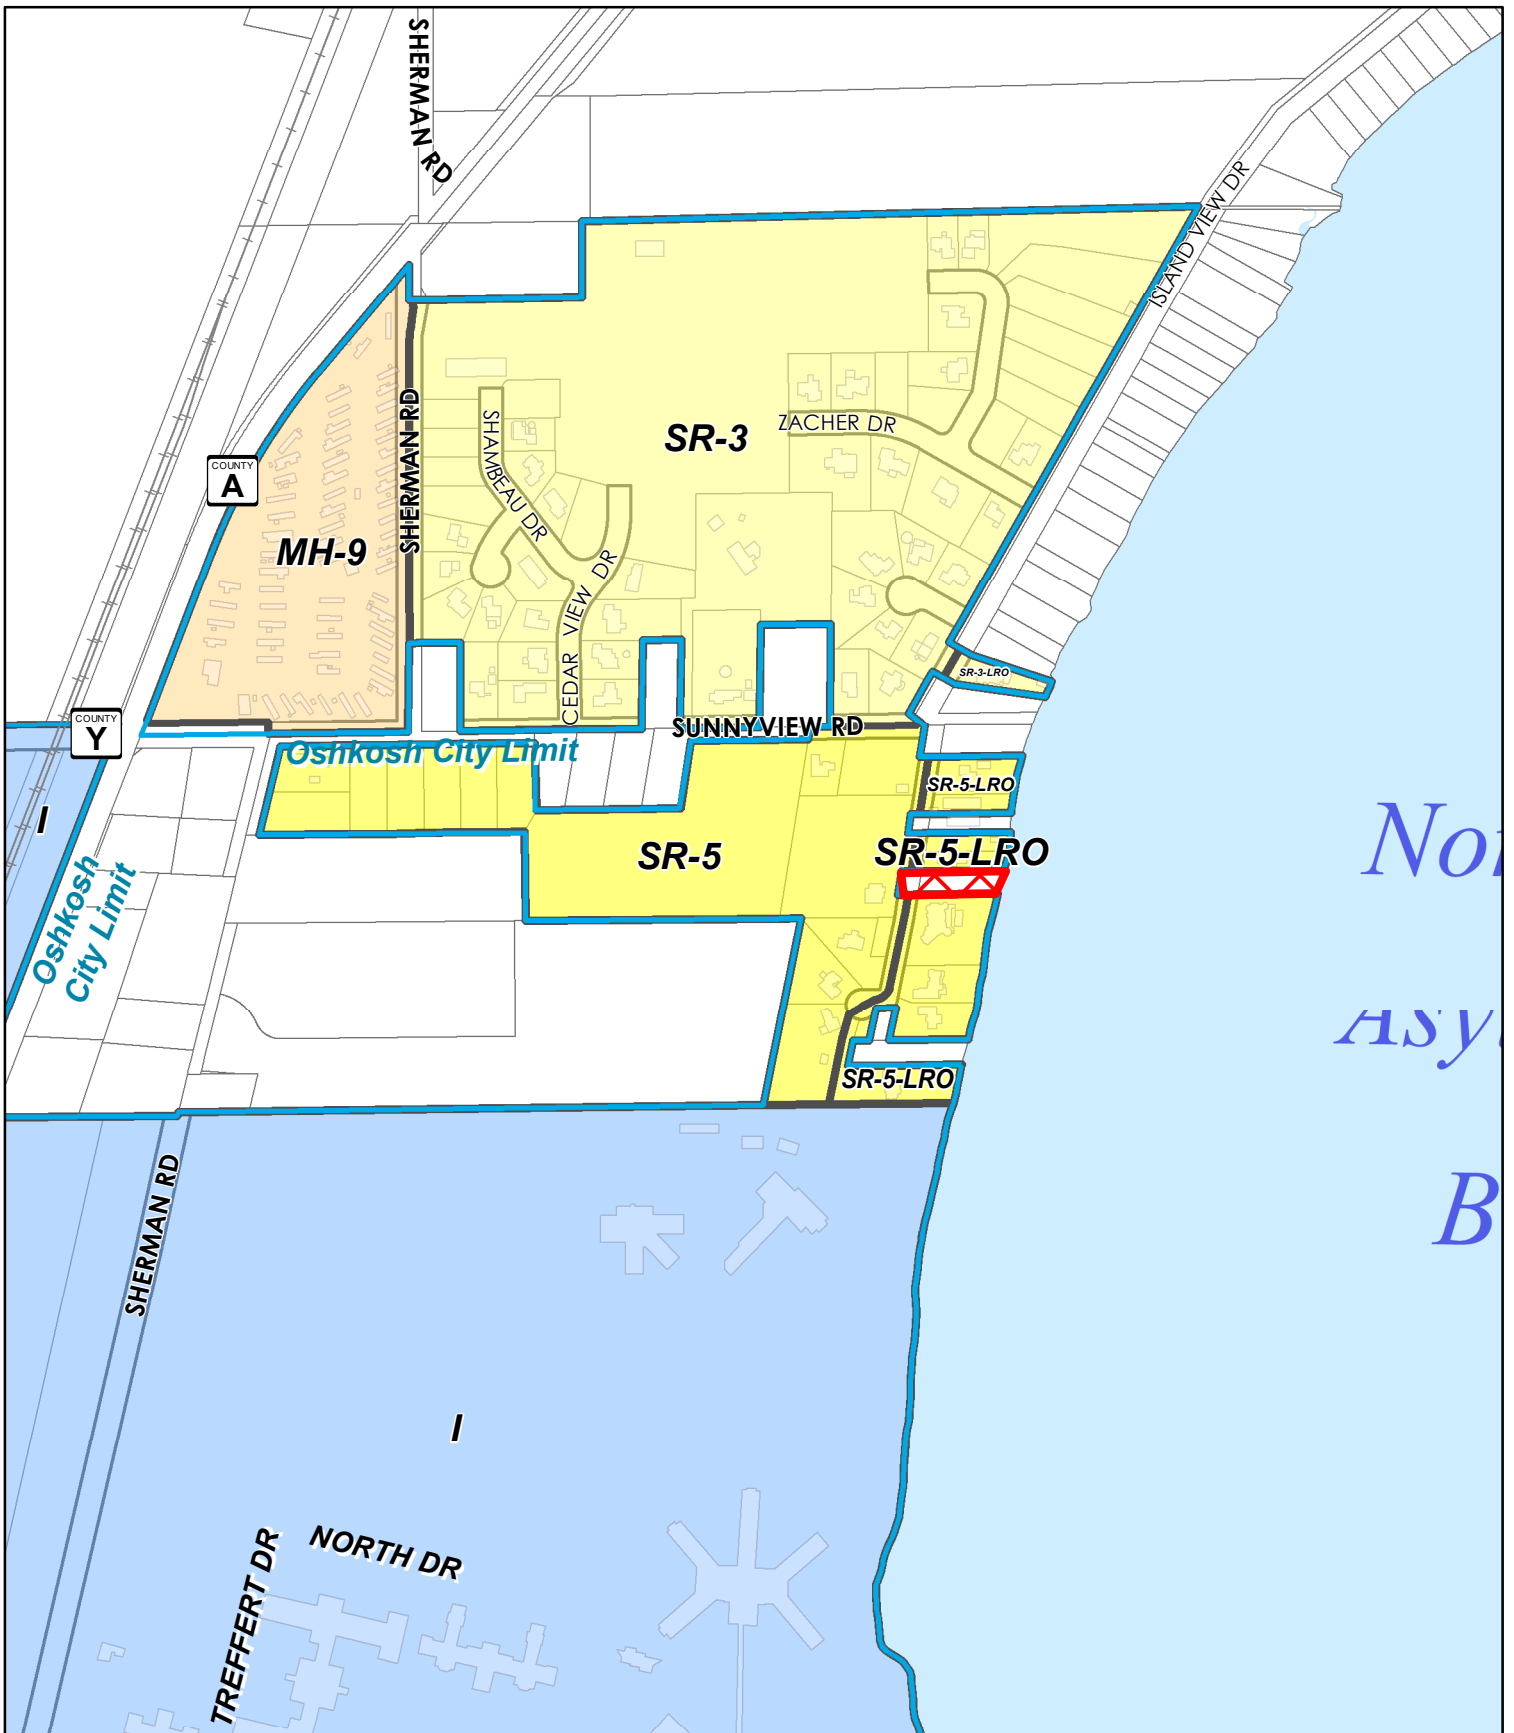 SHERMAN RD
ISLAND VIEW DR
SHERMAN RD
SHAMBEAU DR
SR-3
ZACHER DR
COUNTY
A
MH-9
CEDAR VIEW DR
SR-3-LRO
COUNTY
Y
SUNNYVIEW RD
Oshkosh City Limit
SR-5-LRO
I
SR-5
SR-5-LRO
Oshkosh
City Limit
SR-5-LRO
B
SHERMAN RD
I
NORTH DR
TREFFERT DR